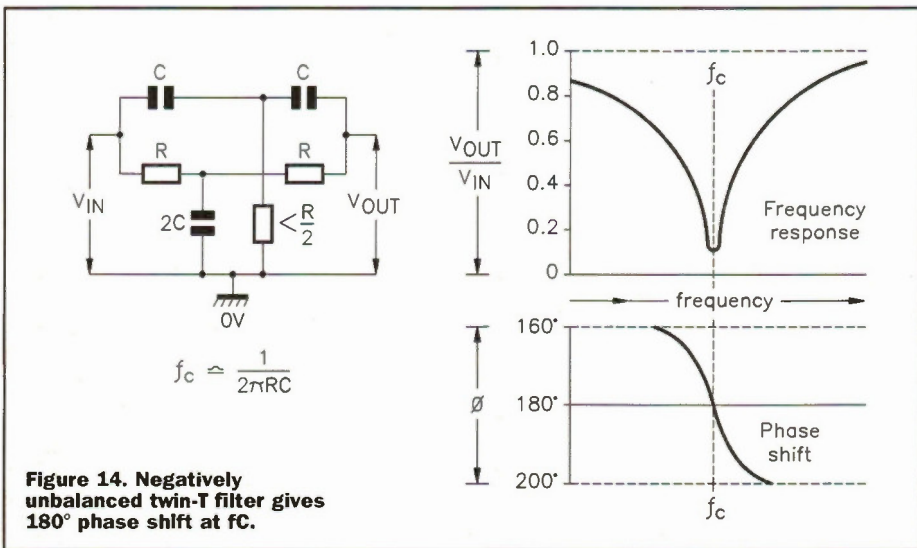 C
C
R
R
V_IN
2C
< R/2
V_OUT
0V
f_c ≃ 1/2πRC
Figure 14. Negatively
unbalanced twin-T filter gives
180° phase shift at fC.
V_OUT
V_IN
1.0
0.8
0.6
0.4
0.2
0
f_c
Frequency
response
frequency
ø
160°
180°
200°
Phase
shift
f_c